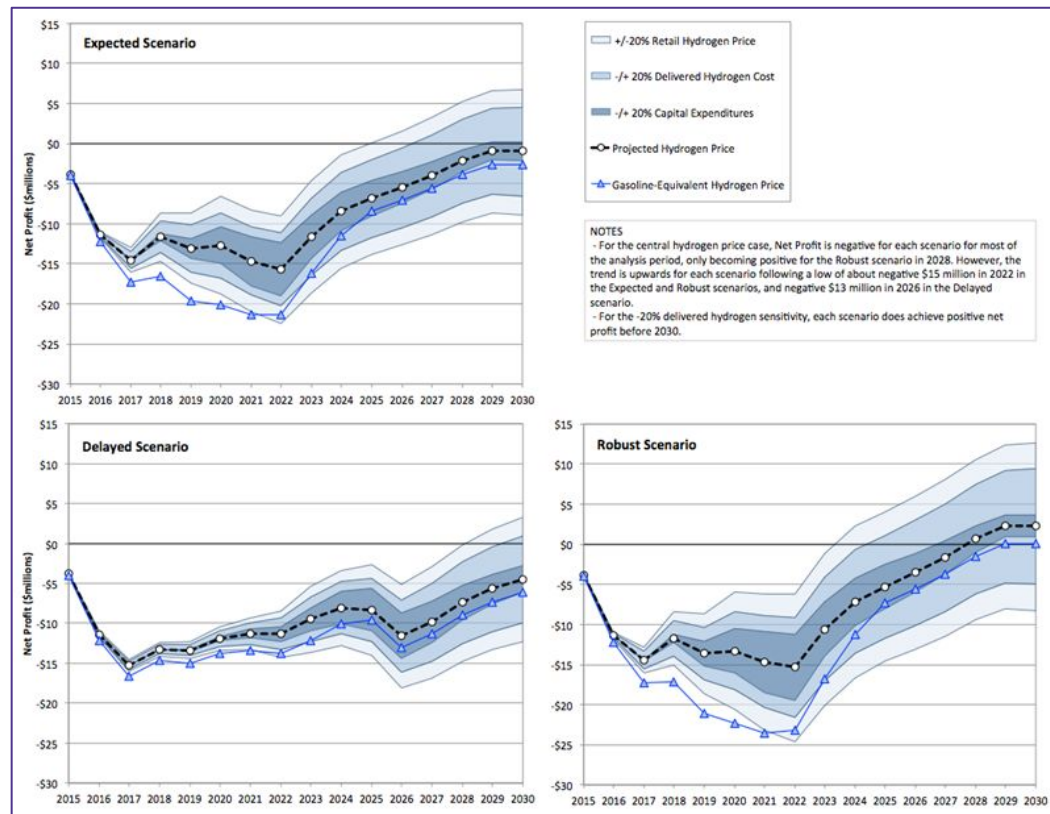 Expected Scenario
Net Profit ($millions)
$15
$10
$5
$0
-$5
-$10
-$15
-$20
-$25
-$30
2015 2016 2017 2018 2019 2020 2021 2022 2023 2024 2025 2026 2027 2028 2029 2030
+/-20% Retail Hydrogen Price
-/+ 20% Delivered Hydrogen Cost
-/+ 20% Capital Expenditures
Projected Hydrogen Price
Gasoline-Equivalent Hydrogen Price
NOTES
- For the central hydrogen price case, Net Profit is negative for each scenario for most of
the analysis period, only becoming positive for the Robust scenario in 2028. However, the
trend is upwards for each scenario following a low of about negative $15 million in 2022 in
the Expected and Robust scenarios, and negative $13 million in 2026 in the Delayed
scenario.
- For the -20% delivered hydrogen sensitivity, each scenario does achieve positive net
profit before 2030.
Delayed Scenario
Net Profit ($millions)
$15
$10
$5
$0
-$5
-$10
-$15
-$20
-$25
-$30
2015 2016 2017 2018 2019 2020 2021 2022 2023 2024 2025 2026 2027 2028 2029 2030
Robust Scenario
$15
$10
$5
$0
-$5
-$10
-$15
-$20
-$25
-$30
2015 2016 2017 2018 2019 2020 2021 2022 2023 2024 2025 2026 2027 2028 2029 2030